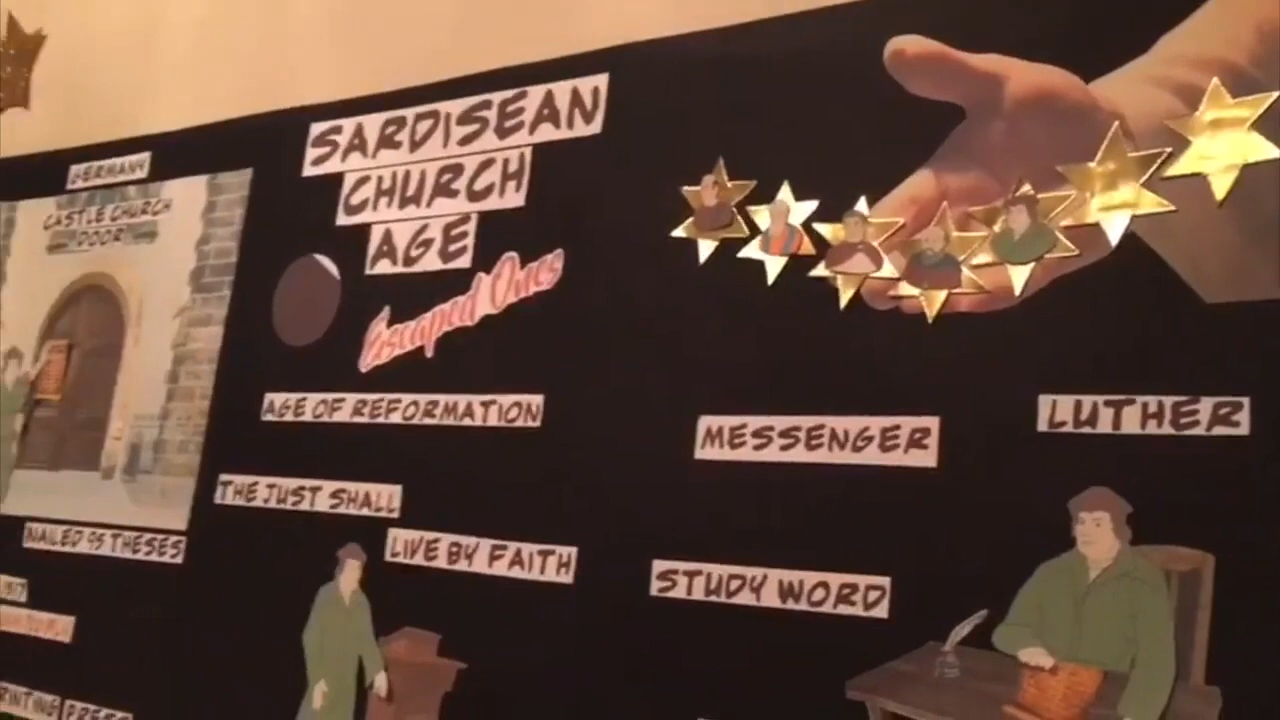 GERMANY
CASTLE CHURCH
DOOR
NAILED 95 THESES
SARDISEAN
CHURCH
AGE
Escaped Ones
AGE OF REFORMATION
THE JUST SHALL
LIVE BY FAITH
MESSENGER
LUTHER
STUDY WORD
PRESS